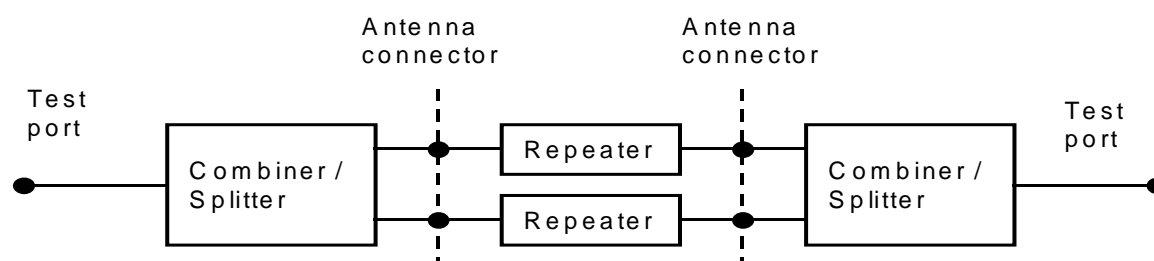 Antenna
connector
Antenna
connector
Test
port
Test
port
Combiner/
Splitter
Repeater
Combiner/
Splitter
Repeater